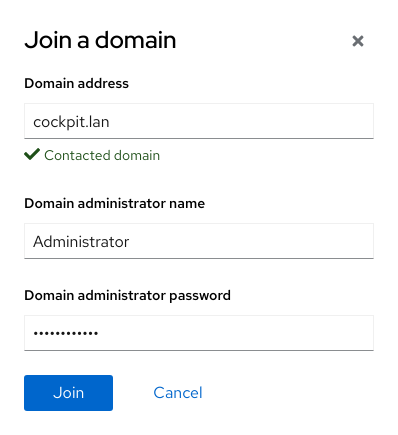 Join a domain
Domain address
cockpit.lan
Contacted domain
Domain administrator name
Administrator
Domain administrator password
••••••••••••
Join Cancel